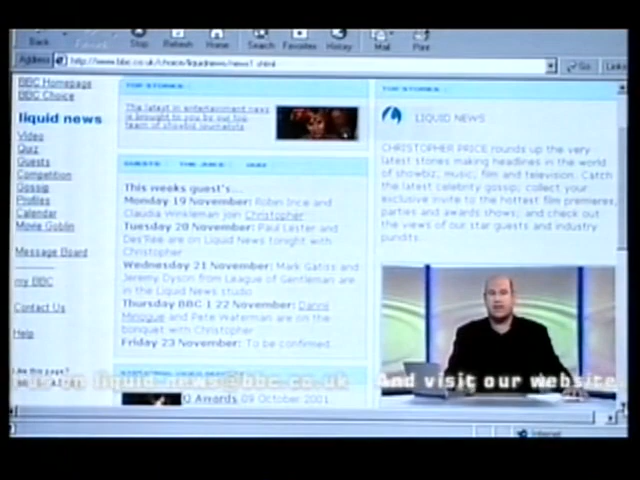 Back
Stop
Refresh
Home
Search
Favorites
History
Mail
Print
Address
http://www.bbc.co.uk/choice/liquidnews/news1.shtml
Go
Links
BBC Homepage
BBC Choice
liquid news
Video
Quiz
Guests
Competition
Gossip
Profiles
Calendar
Movie Goblin
Message Board
my BBC
Contact Us
Help
Like this page?
TOP STORIES
The latest in entertainment news
is brought to you by our top
team of showbiz journalists
This weeks guest's...
Monday 19 November: Robin Ince and
Claudia Winkleman join Christopher
Tuesday 20 November: Paul Lester and
Des'Ree are on Liquid News tonight with
Christopher
Wednesday 21 November: Mark Gatiss and
Jeremy Dyson from League of Gentleman are
in the Liquid News studio
Thursday BBC 1 22 November: Danni
Minogue and Pete Waterman are on the
banquet with Christopher
Friday 23 November: To be confirmed.
Q Awards 09 October 2001
TOP STORIES
LIQUID NEWS
CHRISTOPHER PRICE rounds up the very
latest stories making headlines in the world
of showbiz, music, film and television. Catch
the latest celebrity gossip; collect your
exclusive invite to the hottest film premieres,
parties and awards shows; and check out
the views of our star guests and industry
pundits.
us on liquid.news@bbc.co.uk And visit our website
Internet